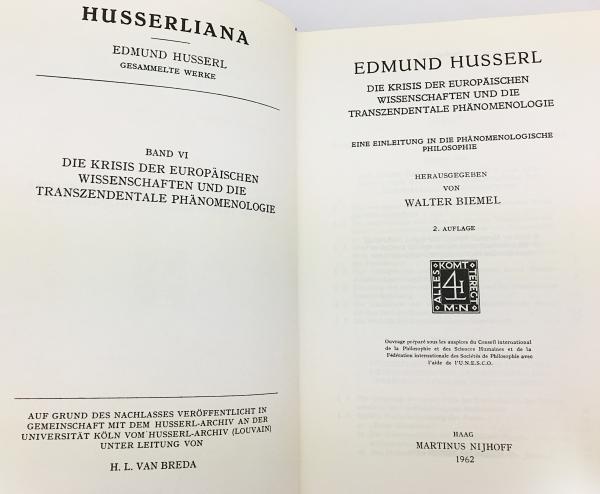 HUSSERLIANA
EDMUND HUSSERL
GESAMMELTE WERKE
BAND VI
DIE KRISIS DER EUROPÄISCHEN
WISSENSCHAFTEN UND DIE
TRANSZENDENTALE PHÄNOMENOLOGIE
AUF GRUND DES NACHLASSES VERÖFFENTLICHT IN
GEMEINSCHAFT MIT DEM HUSSERL-ARCHIV AN DER
UNIVERSITÄT KÖLN VOM HUSSERL-ARCHIV (LOUVAIN)
UNTER LEITUNG VON
H. L. VAN BREDA
EDMUND HUSSERL
DIE KRISIS DER EUROPÄISCHEN
WISSENSCHAFTEN UND DIE
TRANSZENDENTALE PHÄNOMENOLOGIE
EINE EINLEITUNG IN DIE PHÄNOMENOLOGISCHE
PHILOSOPHIE
HERAUSGEGEBEN
VON
WALTER BIEMEL
2. AUFLAGE
ALLES KOMT TERECHT
M·N
Ouvrage préparé sous les auspices du Conseil international
de la Philosophie et des Sciences Humaines et de la
Fédération internationale des Sociétés de Philosophie avec
l'aide de l'U.N.E.S.C.O.
HAAG
MARTINUS NIJHOFF
1962